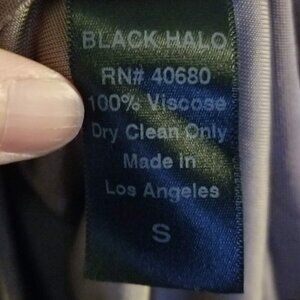 BLACK HALO
RN# 40680
100% Viscose
Dry Clean Only
Made in
Los Angeles
S